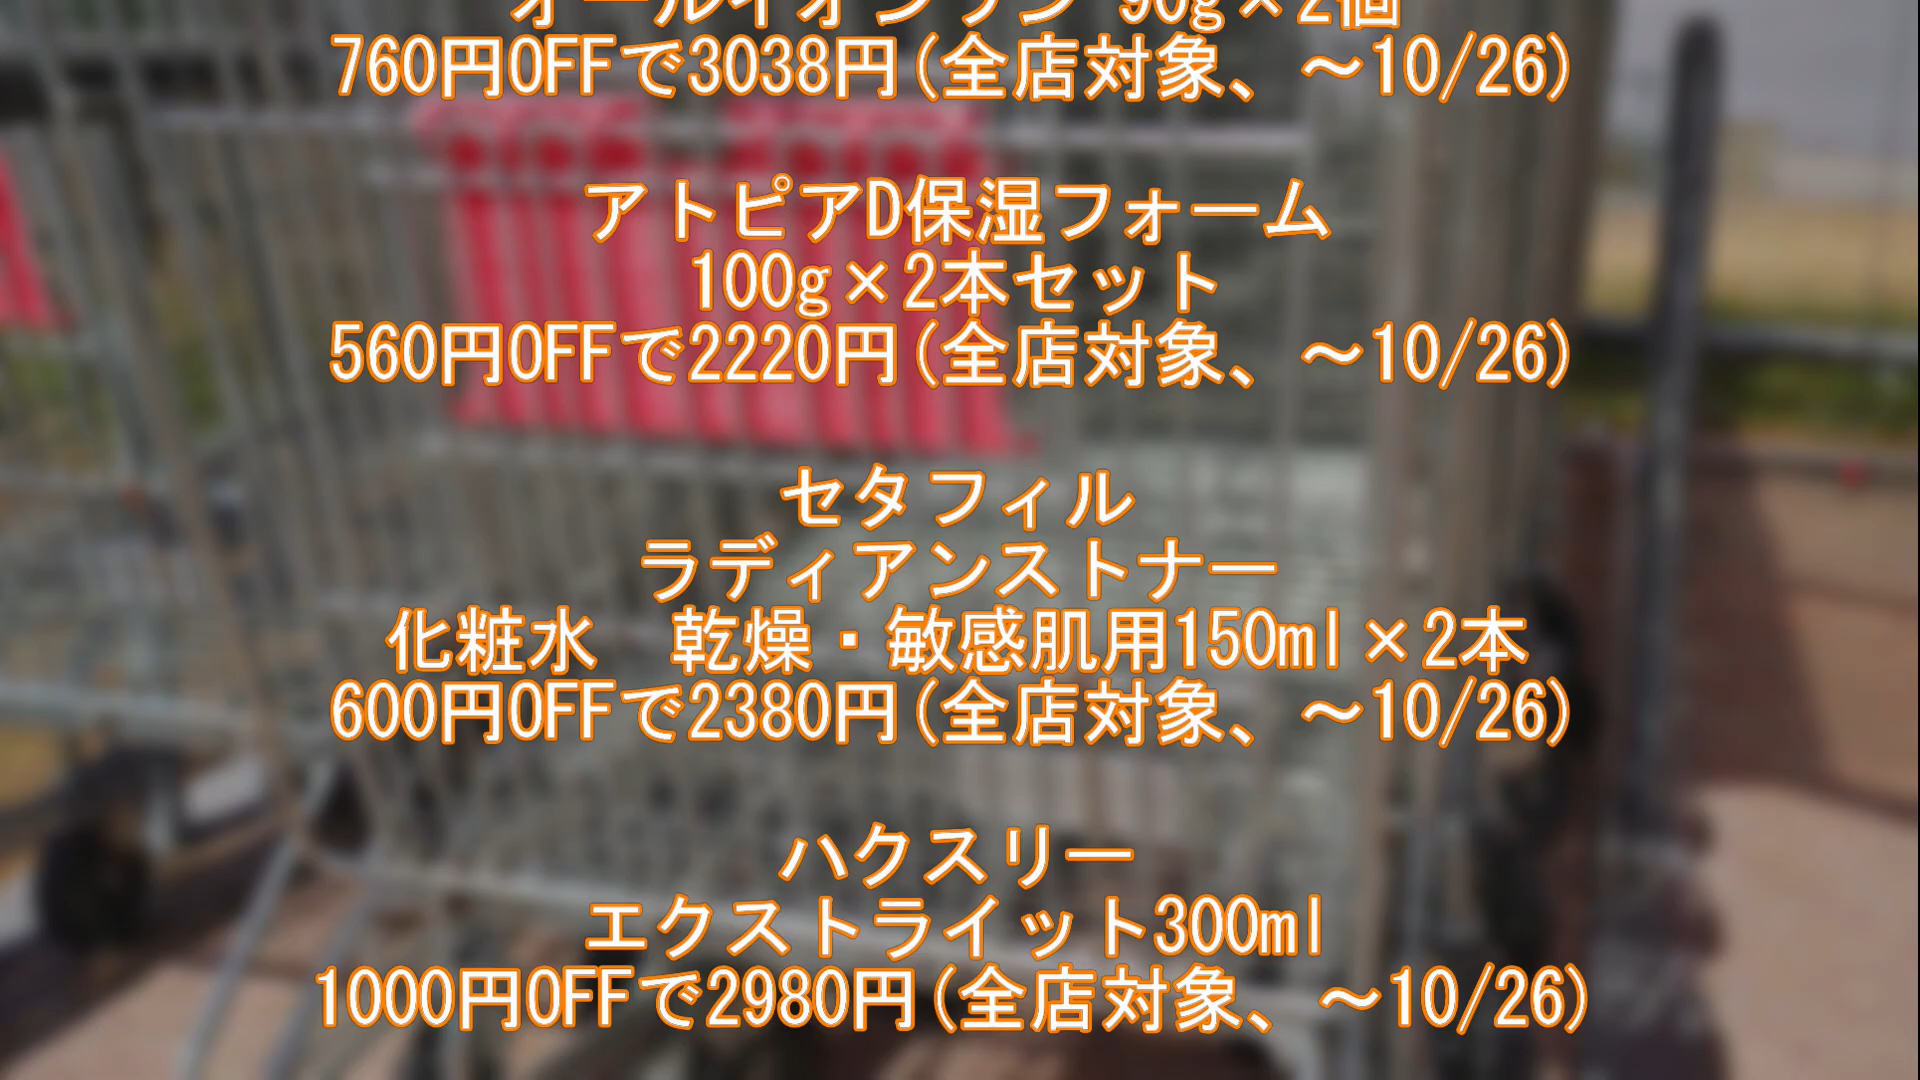 90g×2個
760円OFFで3038円(全店対象、～10/26)
アトピアD保湿フォーム
100g×2本セット
560円OFFで2220円(全店対象、～10/26)
セタフィル
ラディアンストナー
化粧水　乾燥・敏感肌用150ml×2本
600円OFFで2380円(全店対象、～10/26)
ハクスリー
エクストライット300ml
1000円OFFで2980円(全店対象、～10/26)